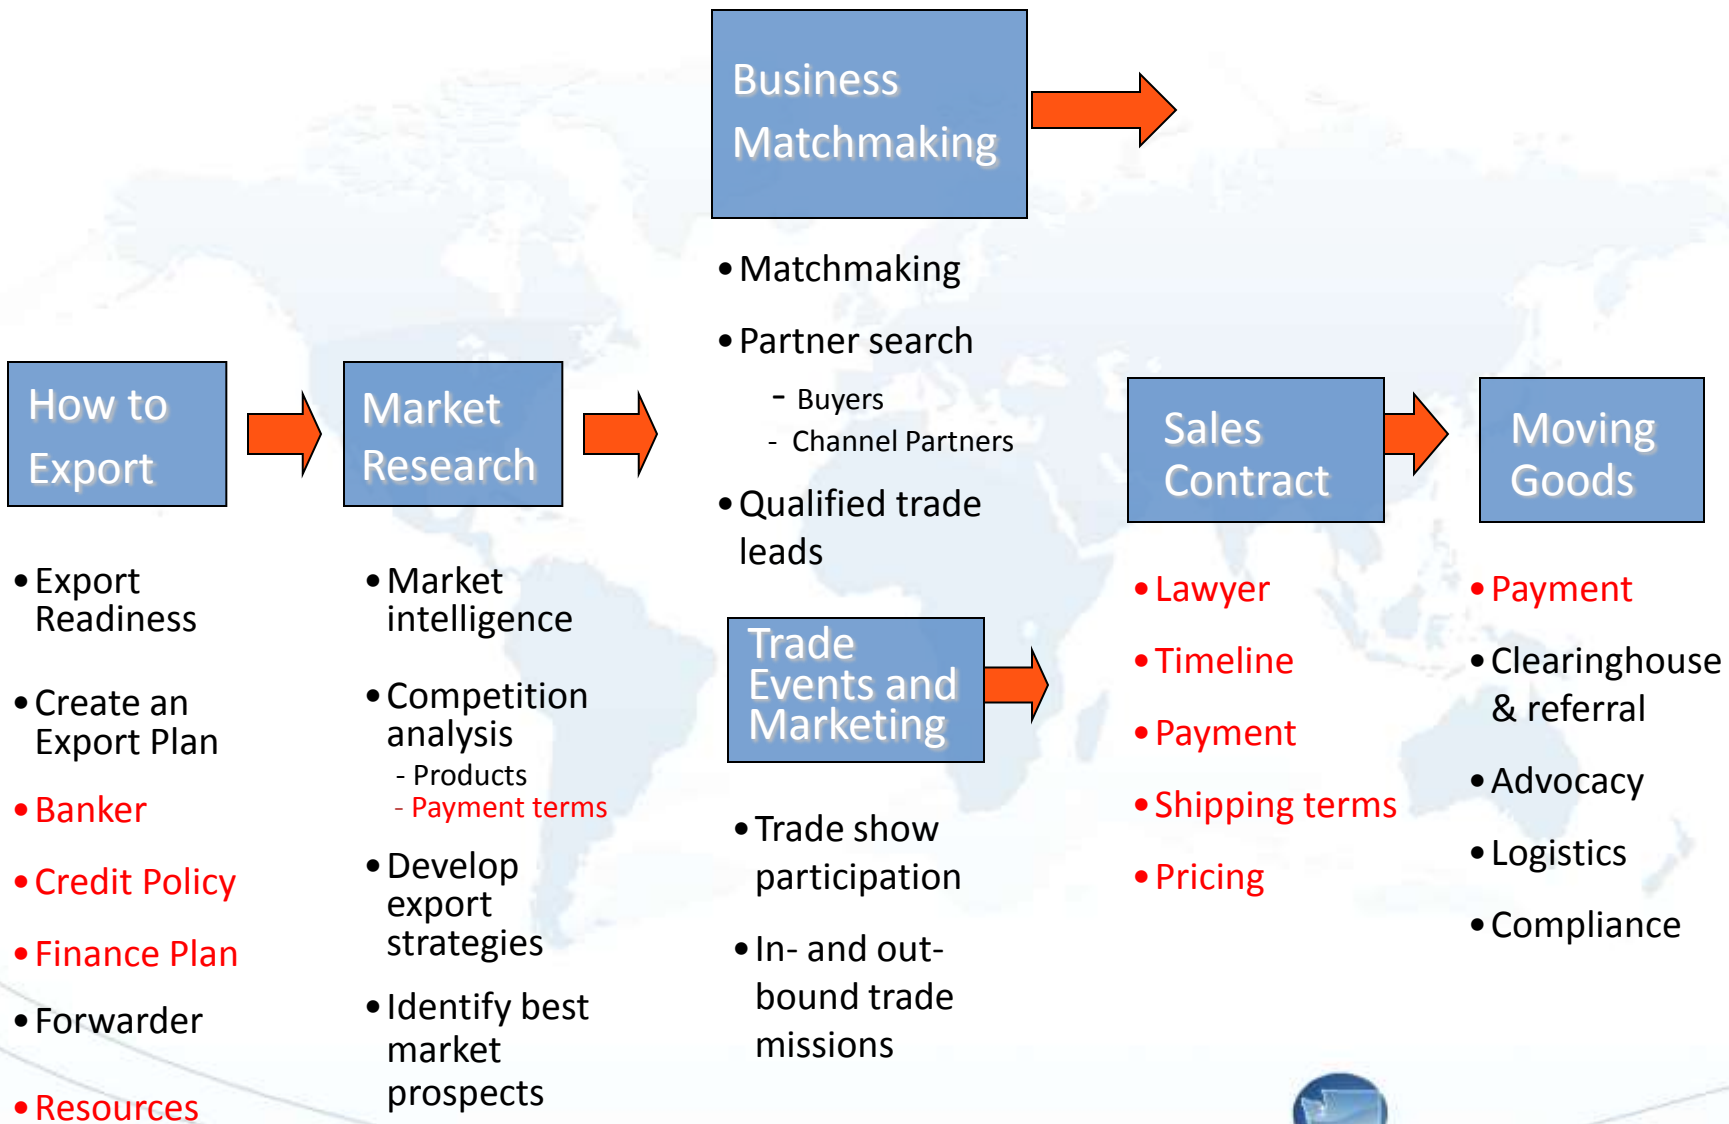 How to
Export
• Export
Readiness
• Create an
Export Plan
• Banker
• Credit Policy
• Finance Plan
• Forwarder
• Resources
Market
Research
• Market
intelligence
• Competition
analysis
- Products
- Payment terms
• Develop
export
strategies
• Identify best
market
prospects
Business
Matchmaking
• Matchmaking
• Partner search
- Buyers
- Channel Partners
• Qualified trade
leads
Trade
Events and
Marketing
• Trade show
participation
• In- and out-
bound trade
missions
Sales
Contract
• Lawyer
• Timeline
• Payment
• Shipping terms
• Pricing
Moving
Goods
• Payment
• Clearinghouse
& referral
• Advocacy
• Logistics
• Compliance